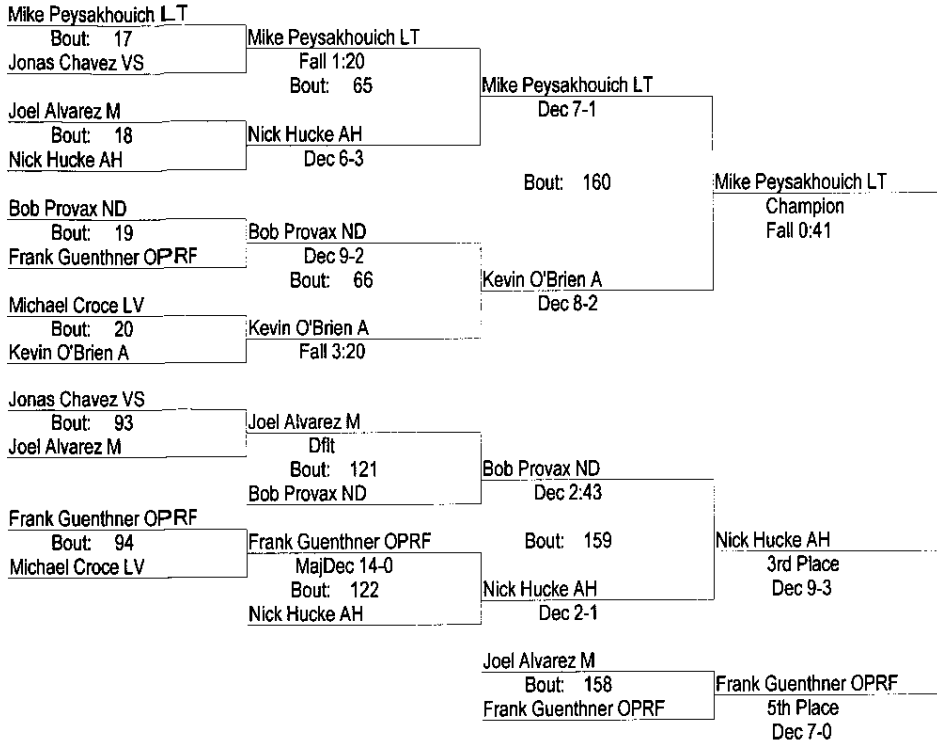 Mike Peysakhouich LT
Bout: 17
Jonas Chavez VS
Mike Peysakhouich LT
Fall 1:20
Bout: 65
Joel Alvarez M
Bout: 18
Nick Hucke AH
Nick Hucke AH
Dec 6-3
Mike Peysakhouich LT
Dec 7-1
Bout: 160
Bob Provax ND
Bout: 19
Frank Guenthner OPRF
Bob Provax ND
Dec 9-2
Bout: 66
Michael Croce LV
Bout: 20
Kevin O'Brien A
Kevin O'Brien A
Fall 3:20
Kevin O'Brien A
Dec 8-2
Mike Peysakhouich LT
Champion
Fall 0:41
Jonas Chavez VS
Bout: 93
Joel Alvarez M
Joel Alvarez M
Dflt
Bout: 121
Bob Provax ND
Bob Provax ND
Dec 2:43
Bout: 159
Frank Guenthner OPRF
Bout: 94
Michael Croce LV
Frank Guenthner OPRF
MajDec 14-0
Bout: 122
Nick Hucke AH
Nick Hucke AH
Dec 2-1
Nick Hucke AH
3rd Place
Dec 9-3
Joel Alvarez M
Bout: 158
Frank Guenthner OPRF
Frank Guenthner OPRF
5th Place
Dec 7-0